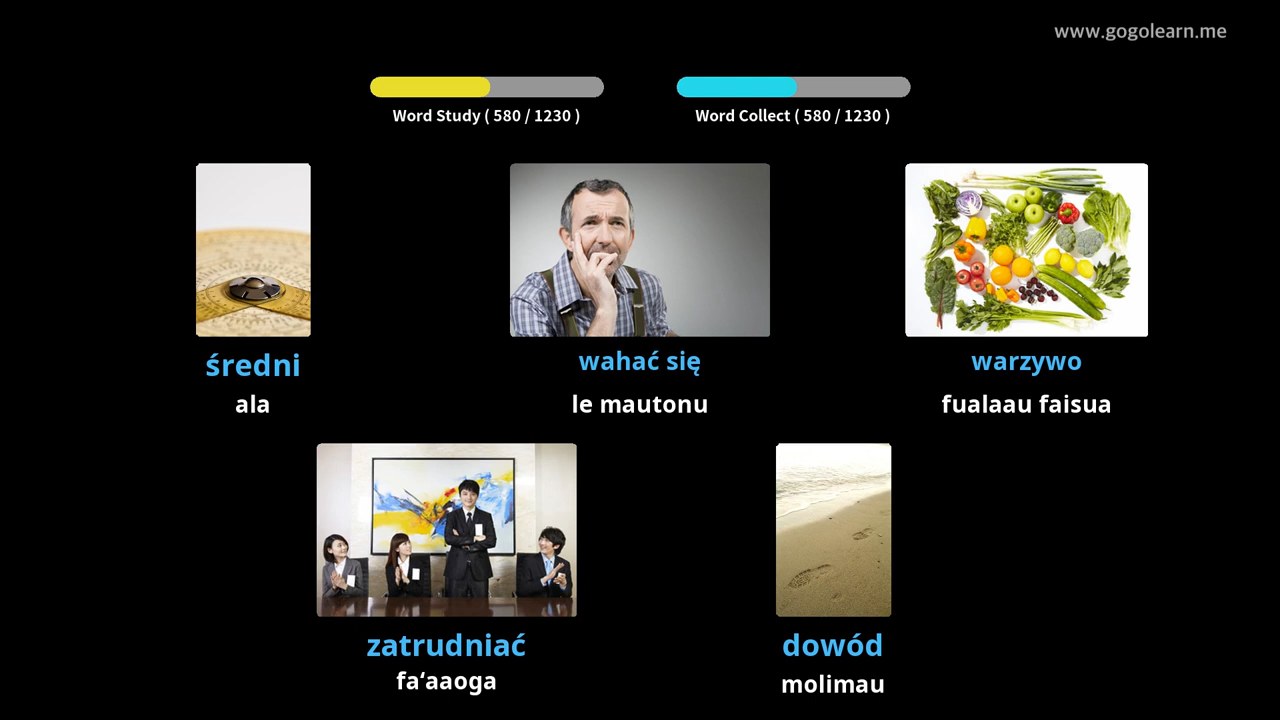 www.gogolearn.me
Word Study ( 580 / 1230 )
Word Collect ( 580 / 1230 )
średni
ala
wahać się
le mautonu
warzywo
fualaau faisua
zatrudniać
fa‘aaoga
dowód
molimau